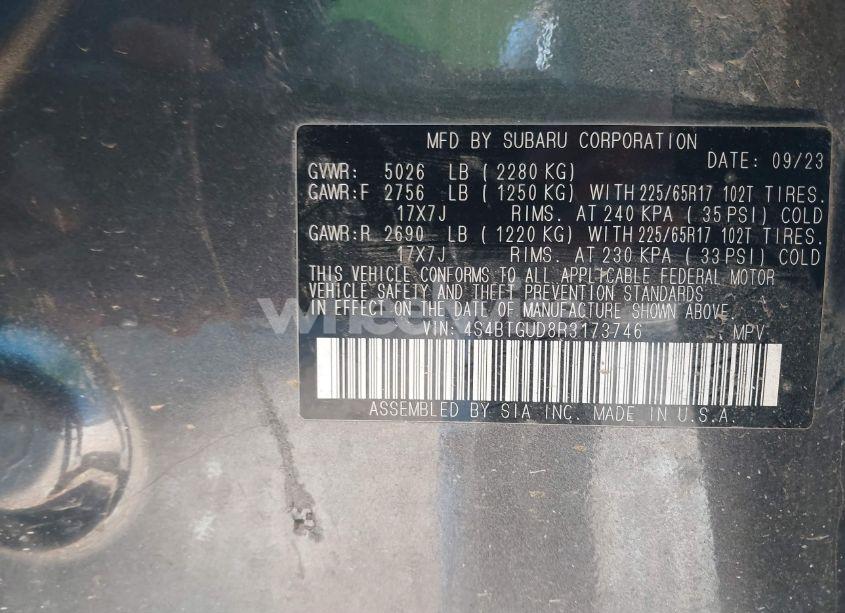 MFD BY SUBARU CORPORATION
DATE: 09/23
GVWR: 5026 LB ( 2280 KG)
GAWR:F 2756 LB ( 1250 KG) WITH 225/65R17 102T TIRES.
17X7J RIMS. AT 240 KPA ( 35 PSI) COLD
GAWR:R 2690 LB ( 1220 KG) WITH 225/65R17 102T TIRES.
17X7J RIMS. AT 230 KPA ( 33 PSI) COLD
THIS VEHICLE CONFORMS TO ALL APPLICABLE FEDERAL MOTOR
VEHICLE SAFETY AND THEFT PREVENTION STANDARDS
IN EFFECT ON THE DATE OF MANUFACTURE SHOWN ABOVE.
VIN: 4S4BTGUD8R3173746 MPV
ASSEMBLED BY SIA INC. MADE IN U.S.A.